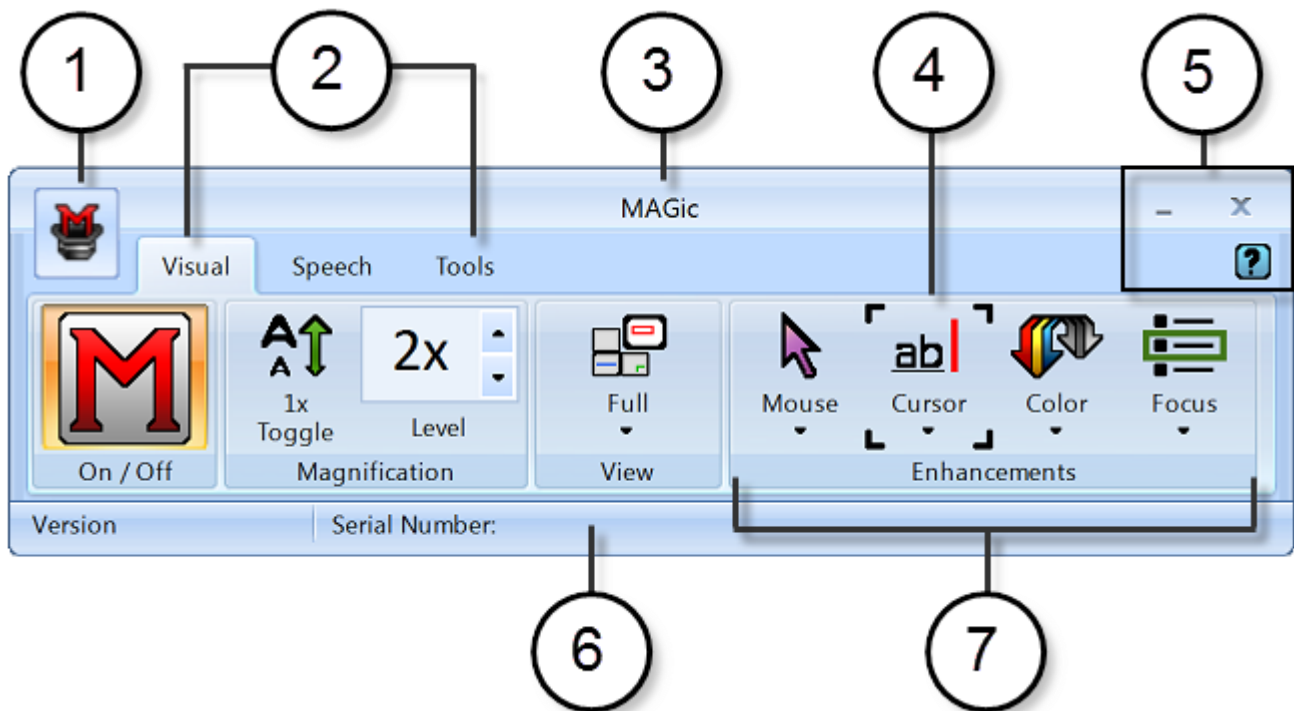 1 2 3 4 5
MAGic
Visual Speech Tools
2x
ab
1x Toggle
Level
Full
Mouse Cursor Color Focus
On / Off Magnification View Enhancements
Version Serial Number:
6 7